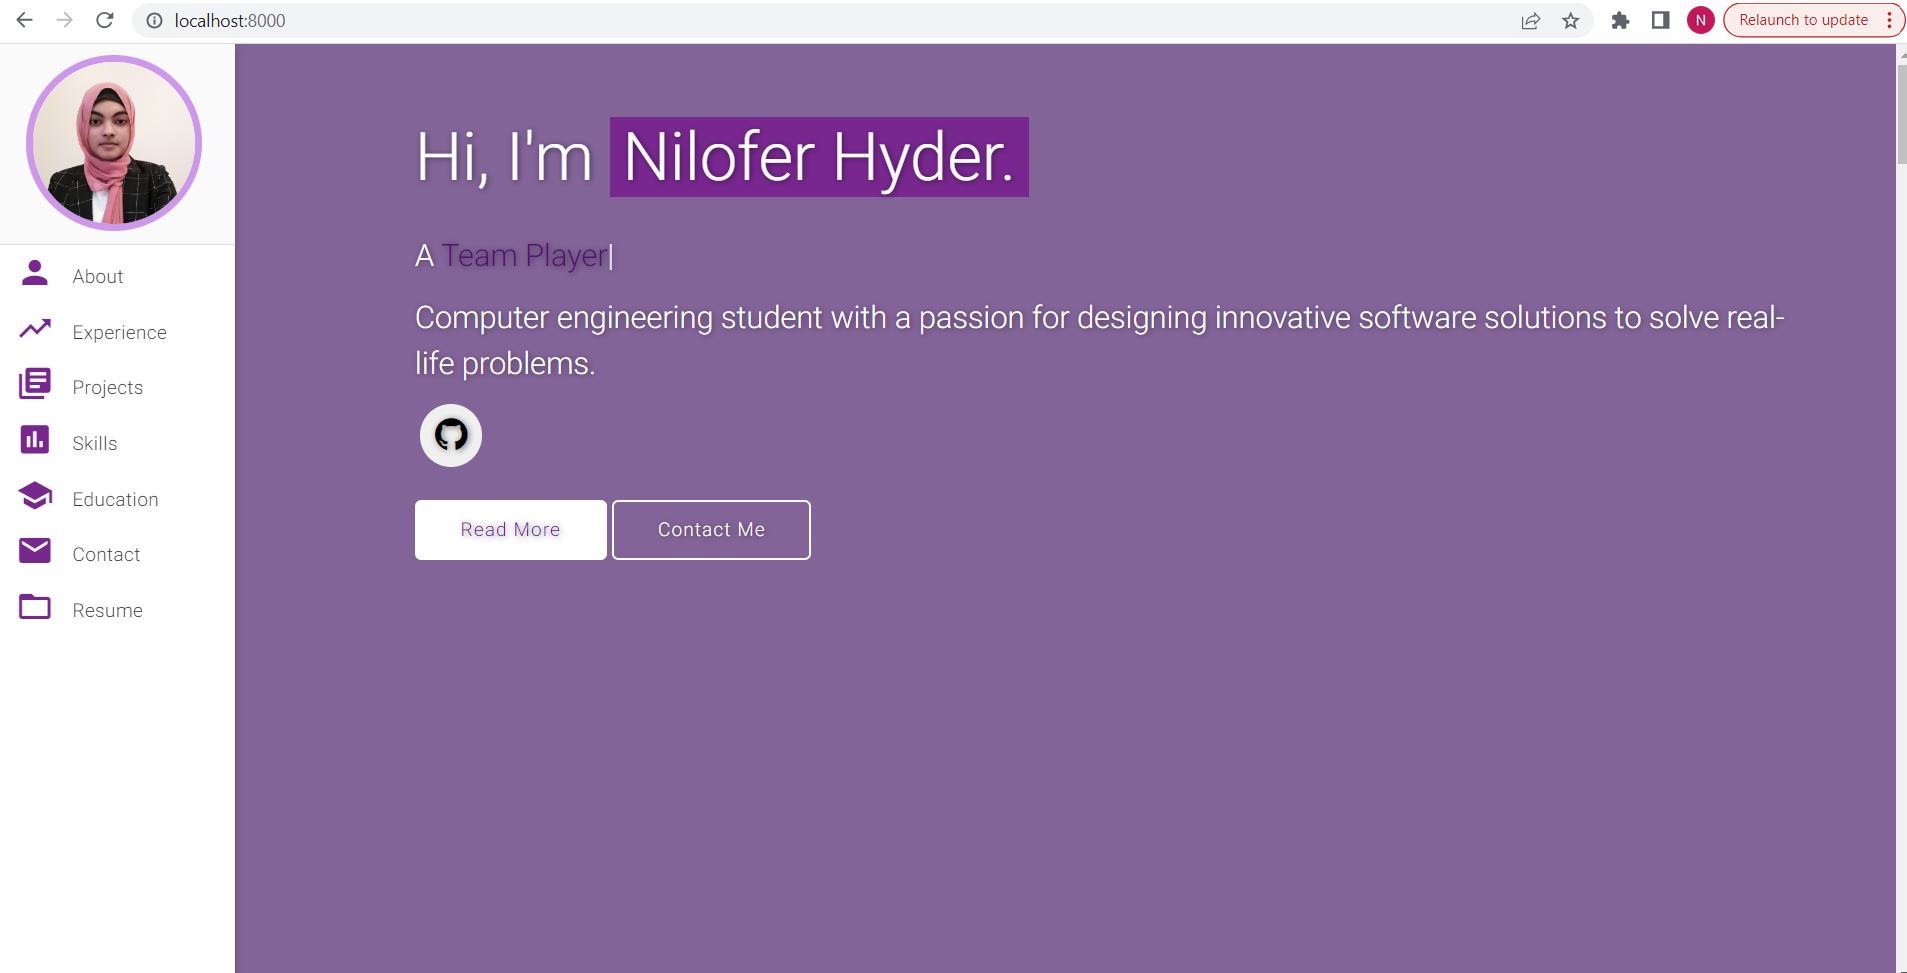 localhost:8000
N
Relaunch to update
About
Experience
Projects
Skills
Education
Contact
Resume
Hi, I'm Nilofer Hyder.
A Team Player|
Computer engineering student with a passion for designing innovative software solutions to solve real-
life problems.
Read More
Contact Me